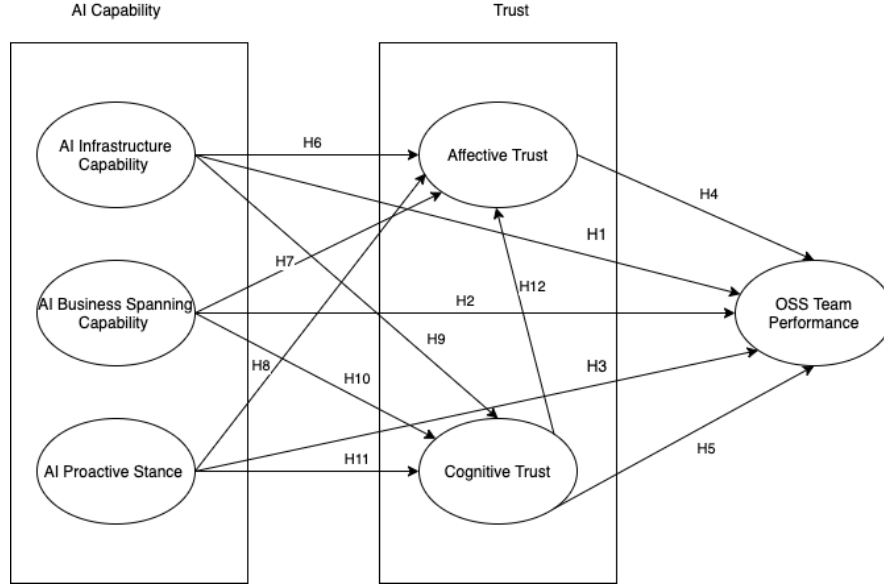 AI Capability
Trust
AI Infrastructure
Capability
H6
Affective Trust
H4
H1
H7
AI Business Spanning
Capability
H2
H12
OSS Team
Performance
H9
H8
H10
H3
AI Proactive Stance
H11
Cognitive Trust
H5